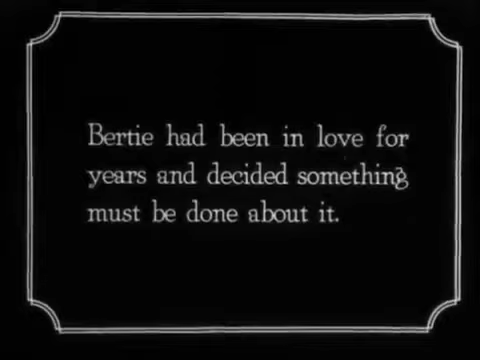 Bertie had been in love for
years and decided something
must be done about it.